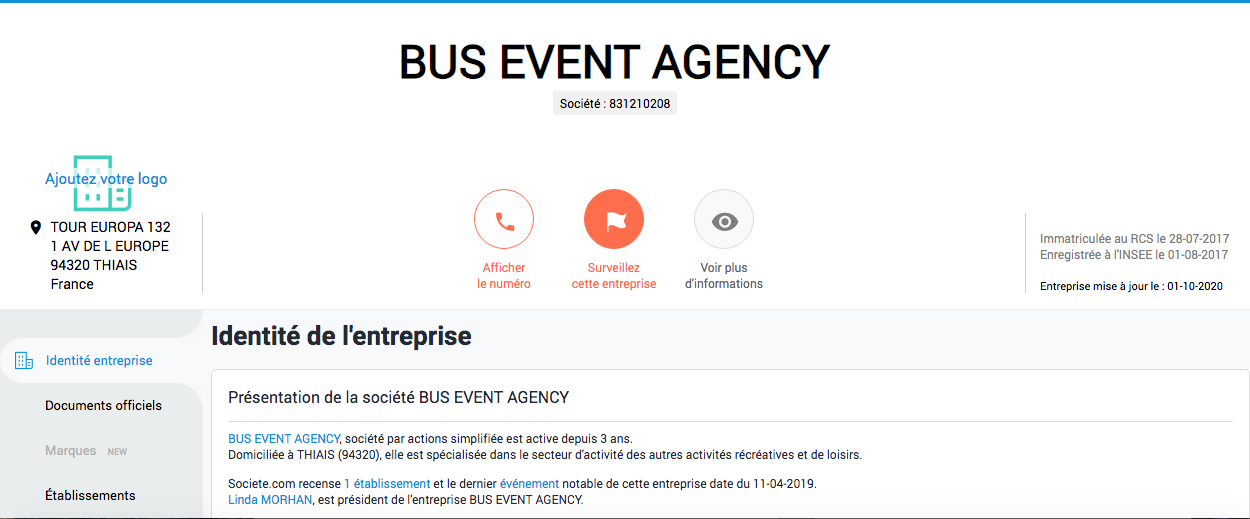 BUS EVENT AGENCY
Société : 831210208
Ajoutez votre logo
TOUR EUROPA 132
1 AV DE L EUROPE
94320 THIAIS
France
Afficher
le numéro
Surveillez
cette entreprise
Voir plus
d'informations
Immatriculée au RCS le 28-07-2017
Enregistrée à l'INSEE le 01-08-2017
Entreprise mise à jour le : 01-10-2020
Identité entreprise
Documents officiels
Marques NEW
Établissements
Identité de l'entreprise
Présentation de la société BUS EVENT AGENCY
BUS EVENT AGENCY, société par actions simplifiée est active depuis 3 ans.
Domiciliée à THIAIS (94320), elle est spécialisée dans le secteur d'activité des autres activités récréatives et de loisirs.
Societe.com recense 1 établissement et le dernier événement notable de cette entreprise date du 11-04-2019.
Linda MORHAN, est président de l'entreprise BUS EVENT AGENCY.